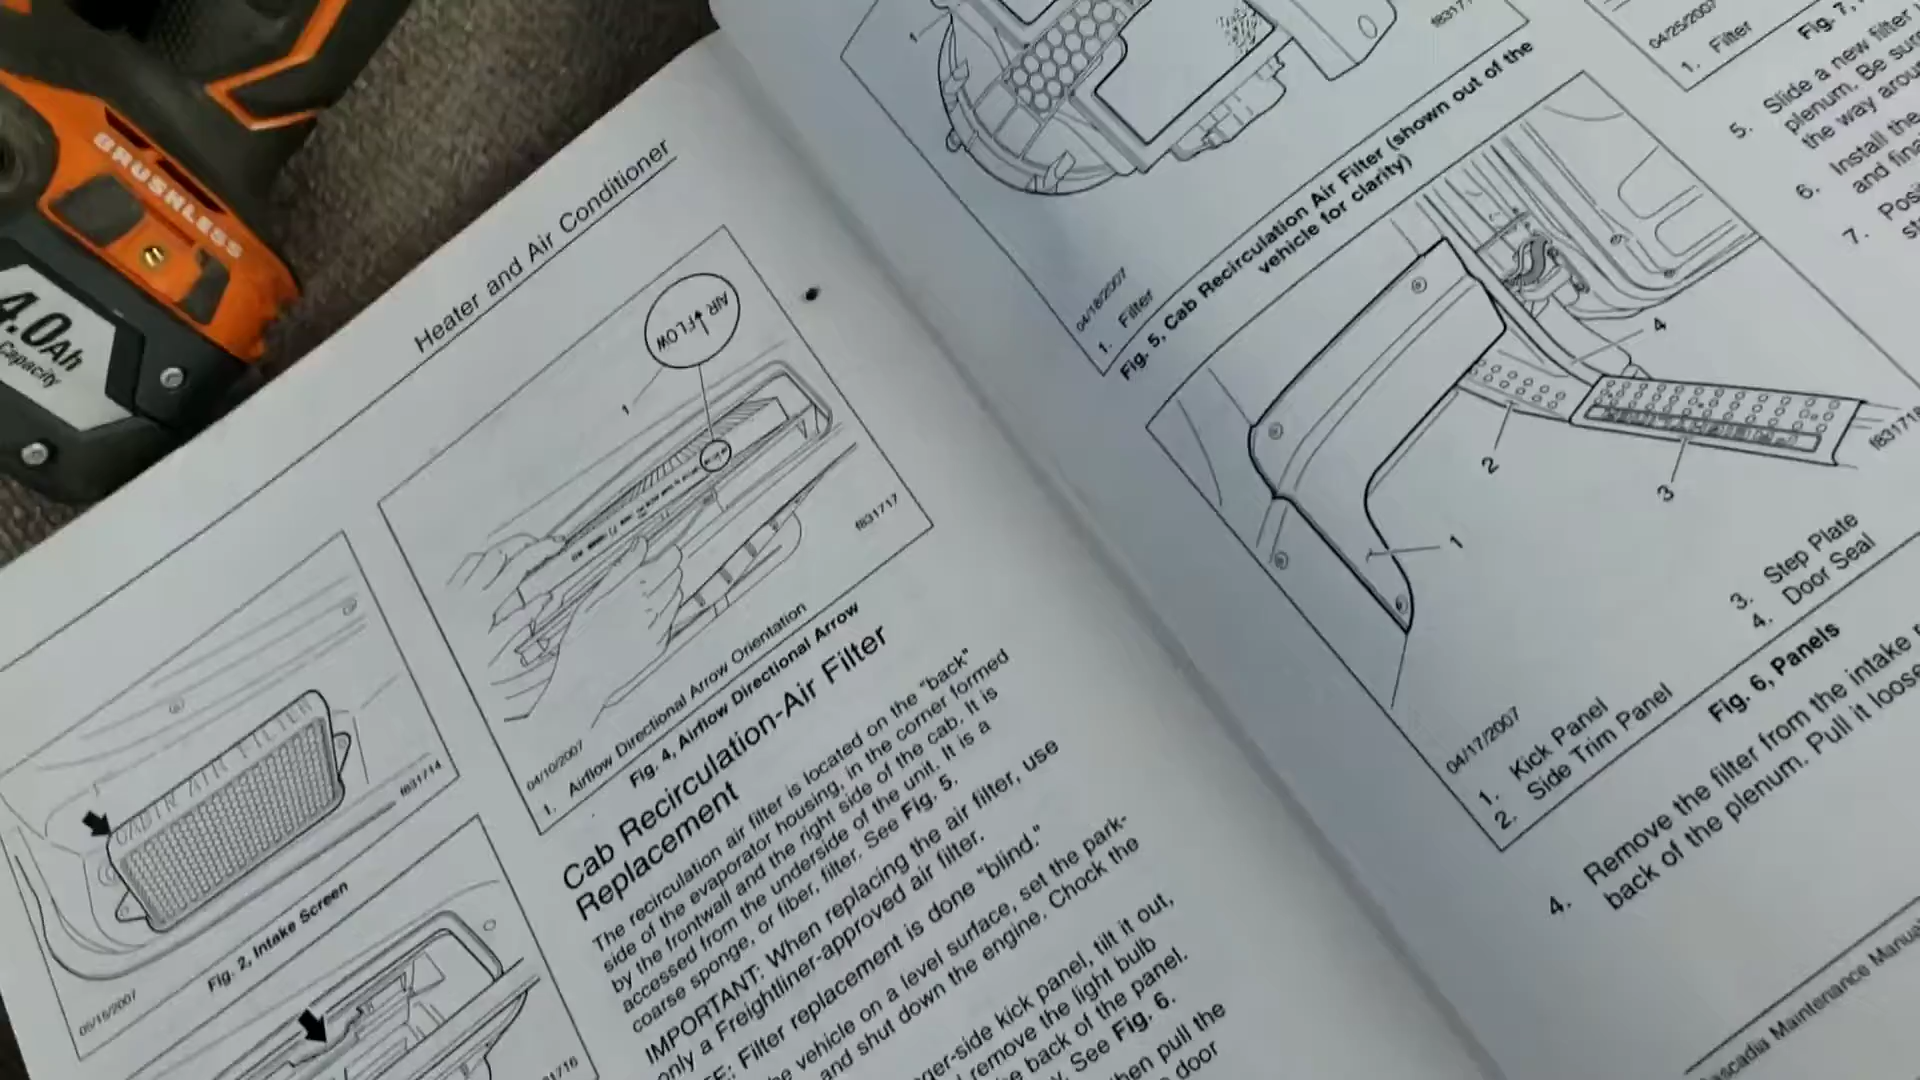 BRUSHLESS
4.0Ah
Capacity
Heater and Air Conditioner
CABIN AIR FILTER
f831714
05/15/2007
Fig. 2, Intake Screen
AIR
FLOW
1
f831717
04/10/2007
1. Airflow Directional Arrow Orientation
Fig. 4, Airflow Directional Arrow
Cab Recirculation-Air Filter
Replacement
The recirculation air filter is located on the "back"
side of the evaporator housing, in the corner formed
by the frontwall and the right side of the cab. It is
accessed from the underside of the unit. It is a
coarse sponge, or fiber, filter. See Fig. 5.
IMPORTANT: When replacing the air filter, use
only a Freightliner-approved air filter.
Filter replacement is done "blind."
vehicle on a level surface, set the park-
and shut down the engine. Chock the
kick panel, tilt it out,
remove the light bulb
back of the panel.
See Fig. 6.
pull the
door
1
04/18/2007
1. Filter
Fig. 5, Cab Recirculation Air Filter (shown out of the
vehicle for clarity)
4
2
3
1
04/17/2007
1. Kick Panel
2. Side Trim Panel
3. Step Plate
4. Door Seal
Fig. 6, Panels
4. Remove the filter from the intake
back of the plenum. Pull it loose
04/25/2007
1. Filter
Fig. 7,
5. Slide a new filter
plenum. Be sure
the way
6. Install the
and
7.
Maintenance Manual